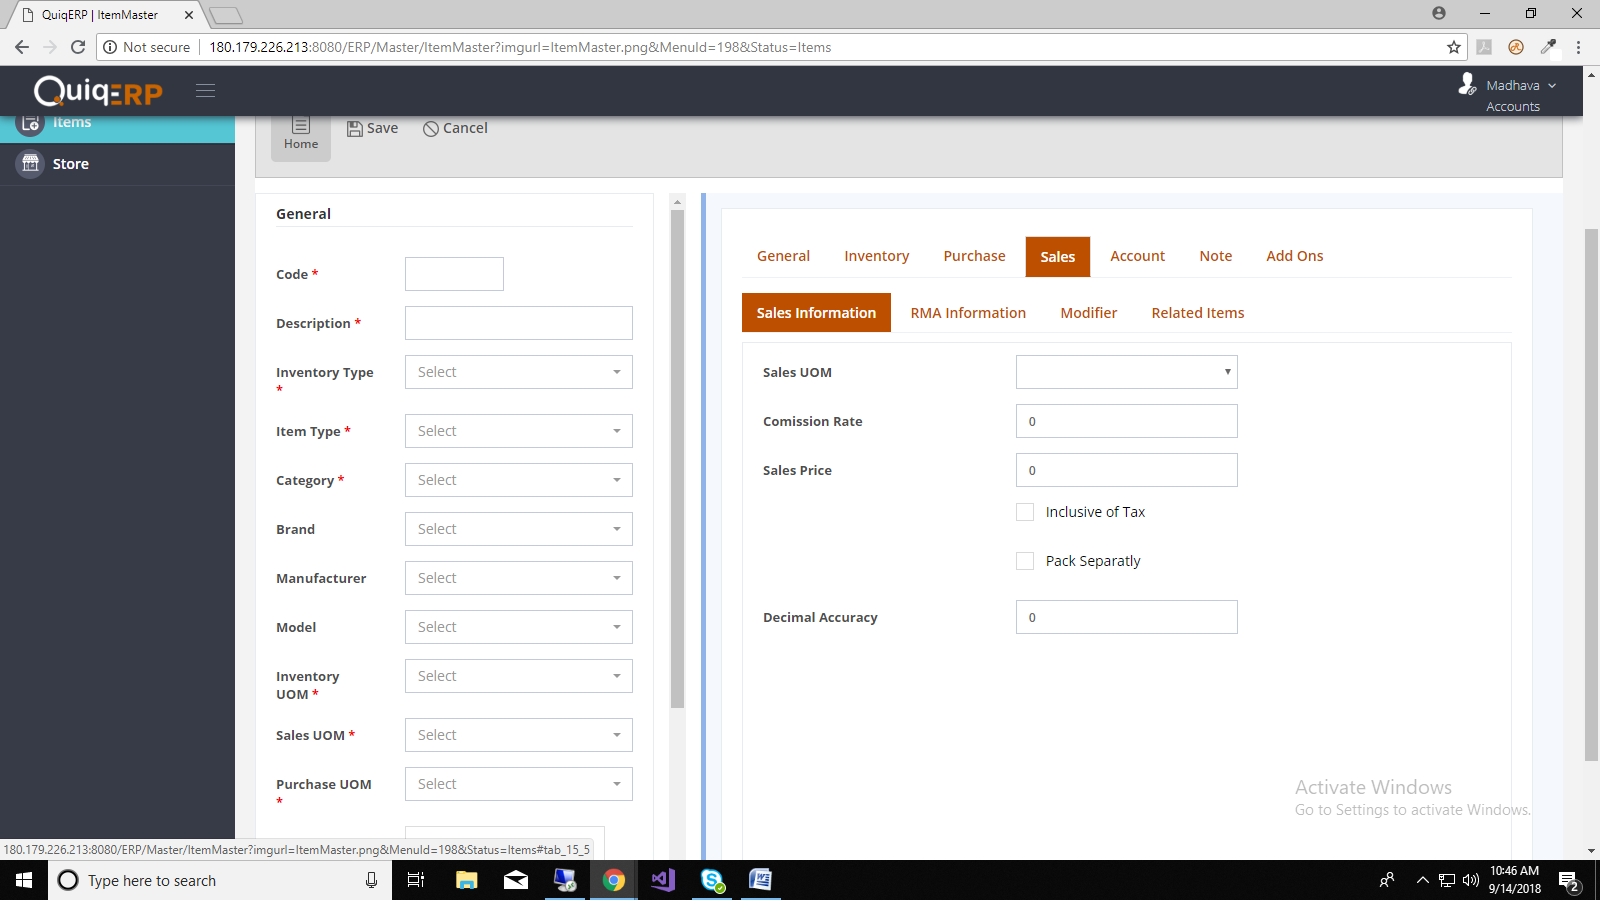 QuiqERP | ItemMaster
Not secure
180.179.226.213:8080/ERP/Master/ItemMaster?imgurl=ItemMaster.png&MenuId=198&Status=Items
QuiqERP
Madhava
Accounts
Items
Store
Home
Save
Cancel
General
Code *
Description *
Inventory Type
*
Select
Item Type *
Select
Category *
Select
Brand
Select
Manufacturer
Select
Model
Select
Inventory
UOM *
Select
Sales UOM *
Select
Purchase UOM
*
Select
General Inventory Purchase Sales Account Note Add Ons
Sales Information RMA Information Modifier Related Items
Sales UOM
Comission Rate
0
Sales Price
0
Inclusive of Tax
Pack Separatly
Decimal Accuracy
0
Activate Windows
Go to Settings to activate Windows.
180.179.226.213:8080/ERP/Master/ItemMaster?imgurl=ItemMaster.png&MenuId=198&Status=Items#tab_15_5
Type here to search
10:46 AM
9/14/2018
2